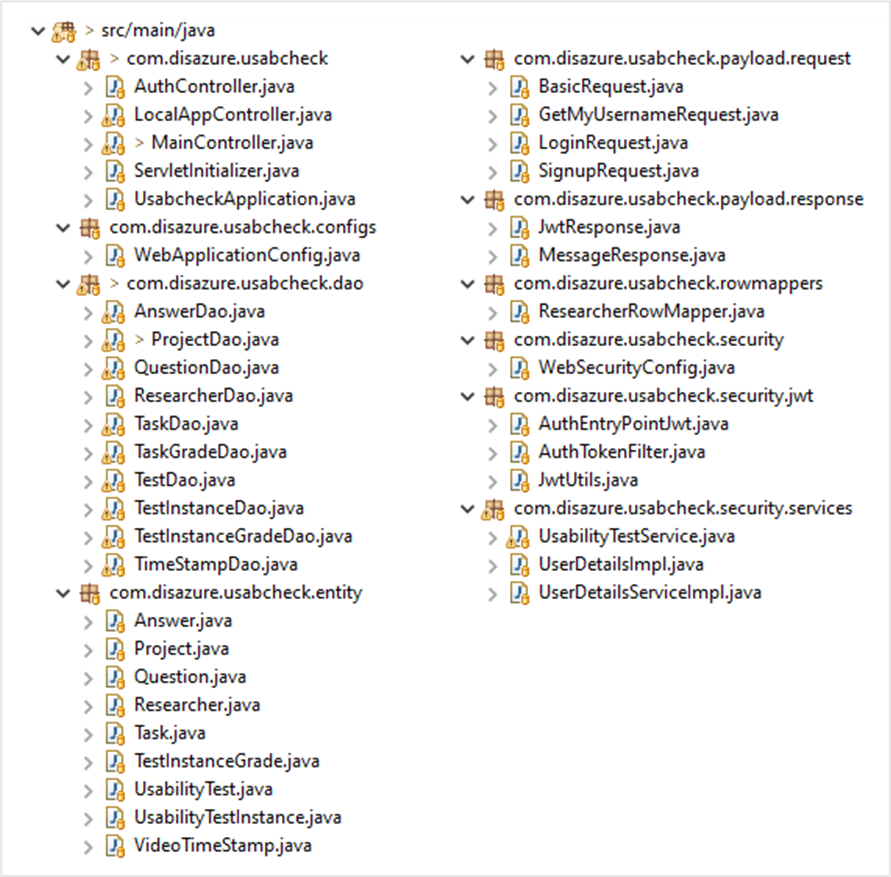 > src/main/java
> com.disazure.usabcheck
AuthController.java
LocalAppController.java
> MainController.java
ServletInitializer.java
UsabcheckApplication.java
com.disazure.usabcheck.configs
WebApplicationConfig.java
> com.disazure.usabcheck.dao
AnswerDao.java
> ProjectDao.java
QuestionDao.java
ResearcherDao.java
TaskDao.java
TaskGradeDao.java
TestDao.java
TestInstanceDao.java
TestInstanceGradeDao.java
TimeStampDao.java
com.disazure.usabcheck.entity
Answer.java
Project.java
Question.java
Researcher.java
Task.java
TestInstanceGrade.java
UsabilityTest.java
UsabilityTestInstance.java
VideoTimeStamp.java
com.disazure.usabcheck.payload.request
BasicRequest.java
GetMyUsernameRequest.java
LoginRequest.java
SignupRequest.java
com.disazure.usabcheck.payload.response
JwtResponse.java
MessageResponse.java
com.disazure.usabcheck.rowmappers
ResearcherRowMapper.java
com.disazure.usabcheck.security
WebSecurityConfig.java
com.disazure.usabcheck.security.jwt
AuthEntryPointJwt.java
AuthTokenFilter.java
JwtUtils.java
com.disazure.usabcheck.security.services
UsabilityTestService.java
UserDetailsImpl.java
UserDetailsServiceImpl.java